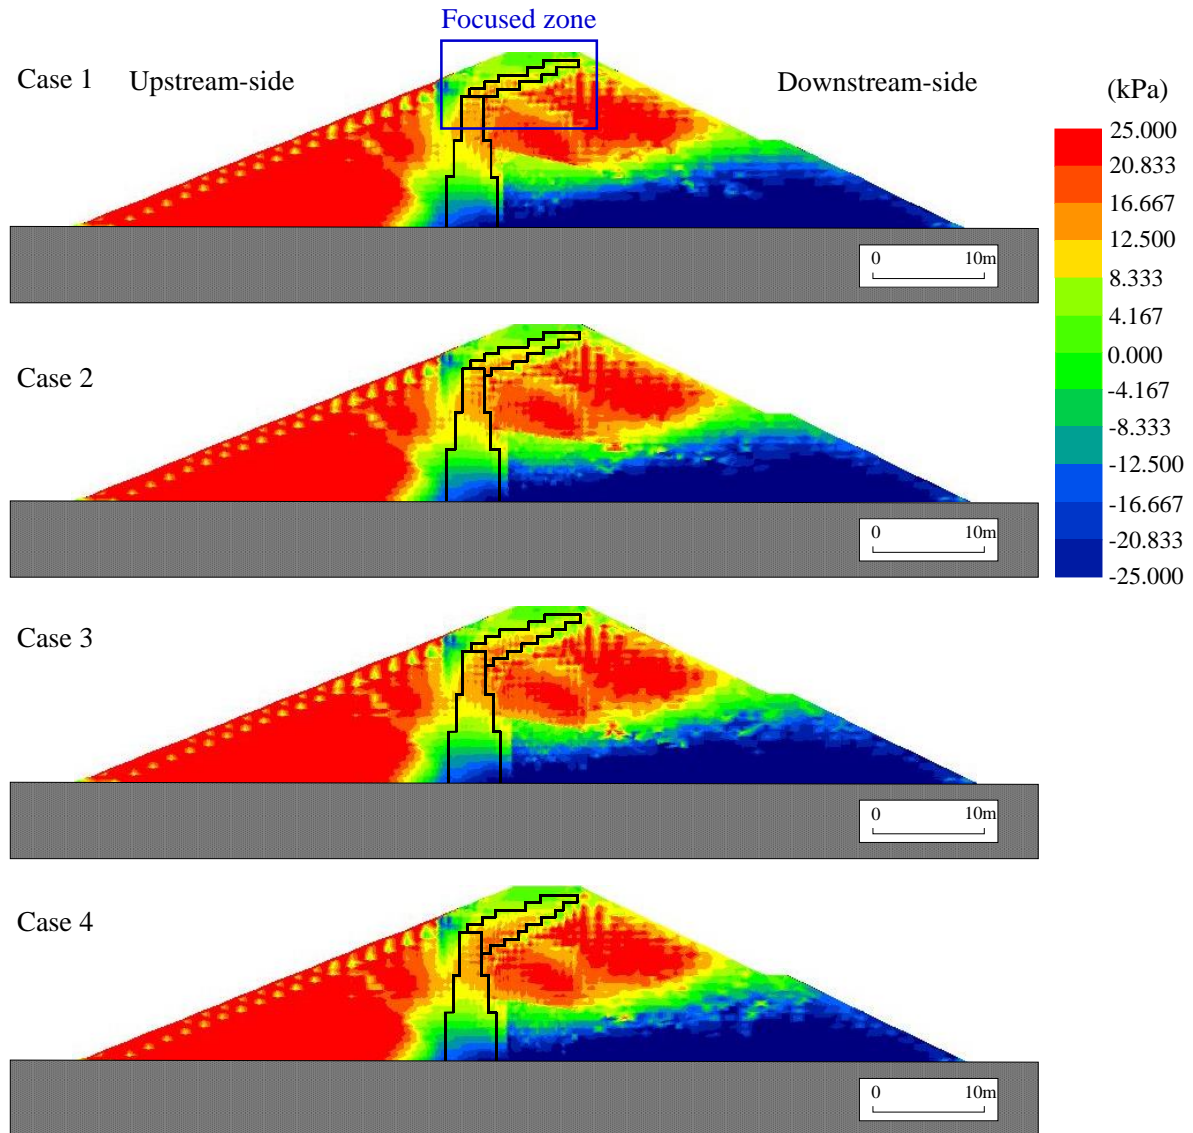 Focused zone
Case 1
Upstream-side
Downstream-side
(kPa)
25.000
20.833
16.667
12.500
8.333
4.167
0.000
-4.167
-8.333
-12.500
-16.667
-20.833
-25.000
0 10m
Case 2
0 10m
Case 3
0 10m
Case 4
0 10m